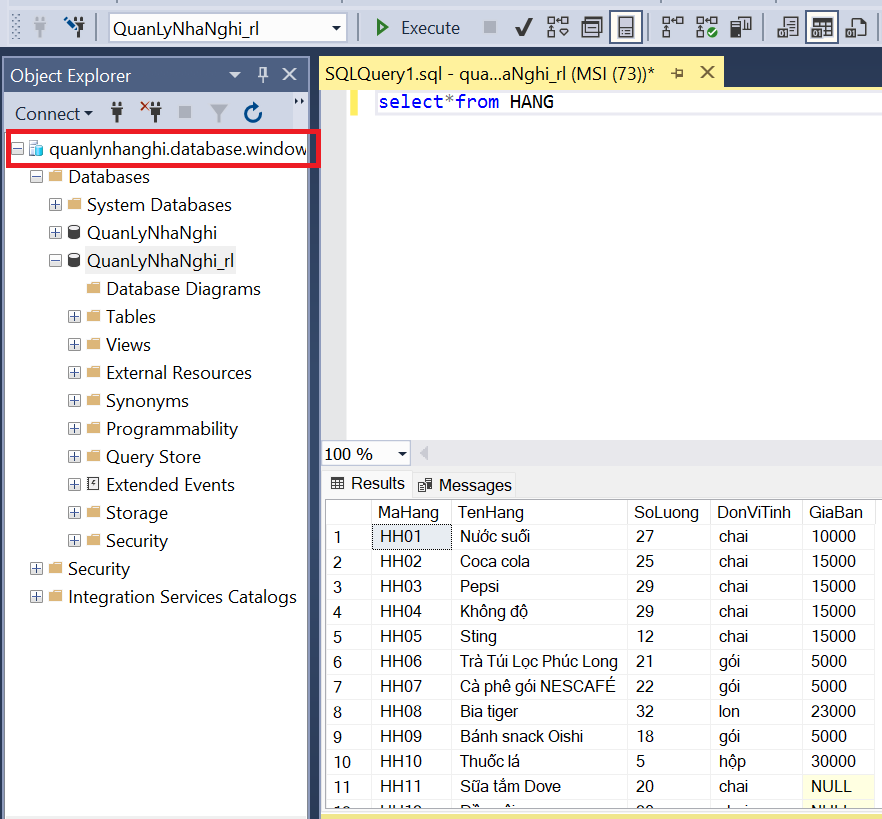 QuanLyNhaNghi_rl
Execute
Object Explorer
Connect
quanlynhanghi.database.window
Databases
System Databases
QuanLyNhaNghi
QuanLyNhaNghi_rl
Database Diagrams
Tables
Views
External Resources
Synonyms
Programmability
Query Store
Extended Events
Storage
Security
Security
Integration Services Catalogs
SQLQuery1.sql - qua...aNghi_rl (MSI (73))*
select*from HANG
100 %
Results Messages
MaHang TenHang SoLuong DonViTinh GiaBan
1 HH01 Nước suối 27 chai 10000
2 HH02 Coca cola 25 chai 15000
3 HH03 Pepsi 29 chai 15000
4 HH04 Không độ 29 chai 15000
5 HH05 Sting 12 chai 15000
6 HH06 Trà Túi Lọc Phúc Long 21 gói 5000
7 HH07 Cà phê gói NESCAFÉ 22 gói 5000
8 HH08 Bia tiger 32 lon 23000
9 HH09 Bánh snack Oishi 18 gói 5000
10 HH10 Thuốc lá 5 hộp 30000
11 HH11 Sữa tắm Dove 20 chai NULL